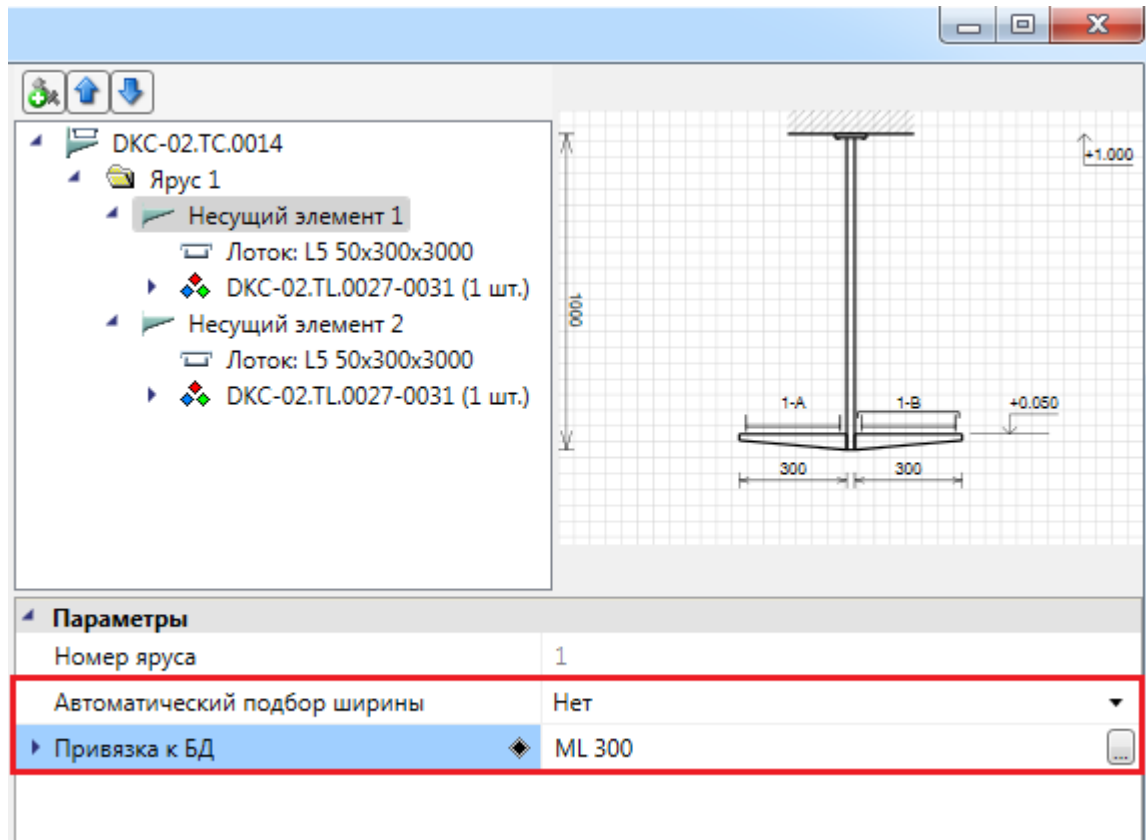 DKC-02.TC.0014
Ярус 1
Несущий элемент 1
Лоток: L5 50x300x3000
DKC-02.TL.0027-0031 (1 шт.)
Несущий элемент 2
Лоток: L5 50x300x3000
DKC-02.TL.0027-0031 (1 шт.)
+1.000
1000
1-A
1-B
+0.050
300
300
Параметры
Номер яруса 1
Автоматический подбор ширины Нет
Привязка к БД ML 300
...